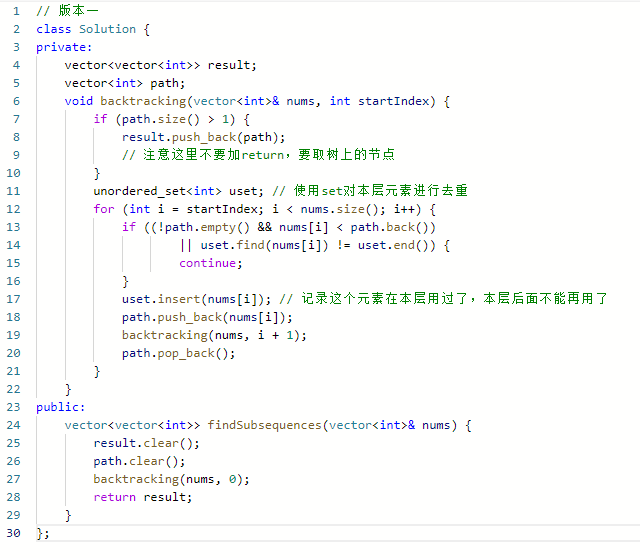 1 // 版本一
2 class Solution {
3 private:
4     vector<vector<int>> result;
5     vector<int> path;
6     void backtracking(vector<int>& nums, int startIndex) {
7         if (path.size() > 1) {
8             result.push_back(path);
9             // 注意这里不要加return，要取树上的节点
10         }
11         unordered_set<int> uset; // 使用set对本层元素进行去重
12         for (int i = startIndex; i < nums.size(); i++) {
13             if ((!path.empty() && nums[i] < path.back())
14                     || uset.find(nums[i]) != uset.end()) {
15                     continue;
16             }
17             uset.insert(nums[i]); // 记录这个元素在本层用过了，本层后面不能再用了
18             path.push_back(nums[i]);
19             backtracking(nums, i + 1);
20             path.pop_back();
21         }
22     }
23 public:
24     vector<vector<int>> findSubsequences(vector<int>& nums) {
25         result.clear();
26         path.clear();
27         backtracking(nums, 0);
28         return result;
29     }
30 };